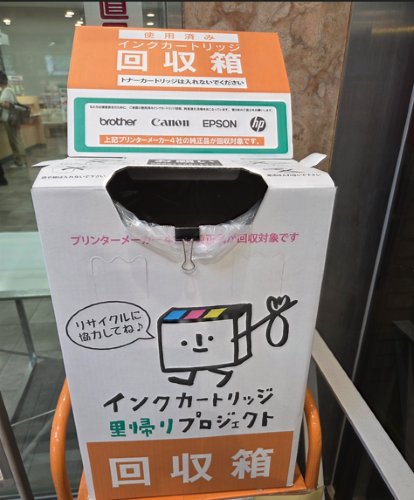 使用済み
インクカートリッジ
回収箱
トナーカートリッジは入れないでください
brother Canon EPSON hp
上記プリンターメーカー4社の純正品が回収対象です。
プリンターメーカー4 が回収対象です
リサイクルに
協力してね♪
インクカートリッジ
里帰りプロジェクト
回収箱